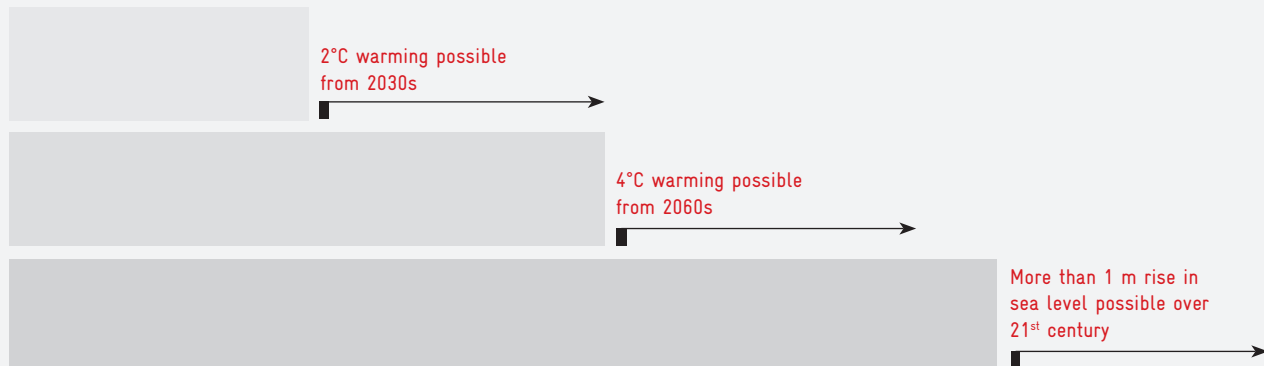 2°C warming possible
from 2030s
4°C warming possible
from 2060s
More than 1 m rise in
sea level possible over
21st century